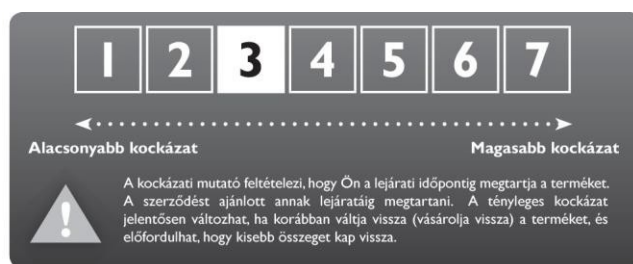 1 2 3 4 5 6 7
Alacsonyabb kockázat Magasabb kockázat
A kockázati mutató feltételezi, hogy Ön a lejárati időpontig megtartja a terméket.
A szerződést ajánlott annak lejáratáig megtartani. A tényleges kockázat
jelentősen változhat, ha korábban váltja vissza (vásárolja vissza) a terméket, és
előfordulhat, hogy kisebb összeget kap vissza.